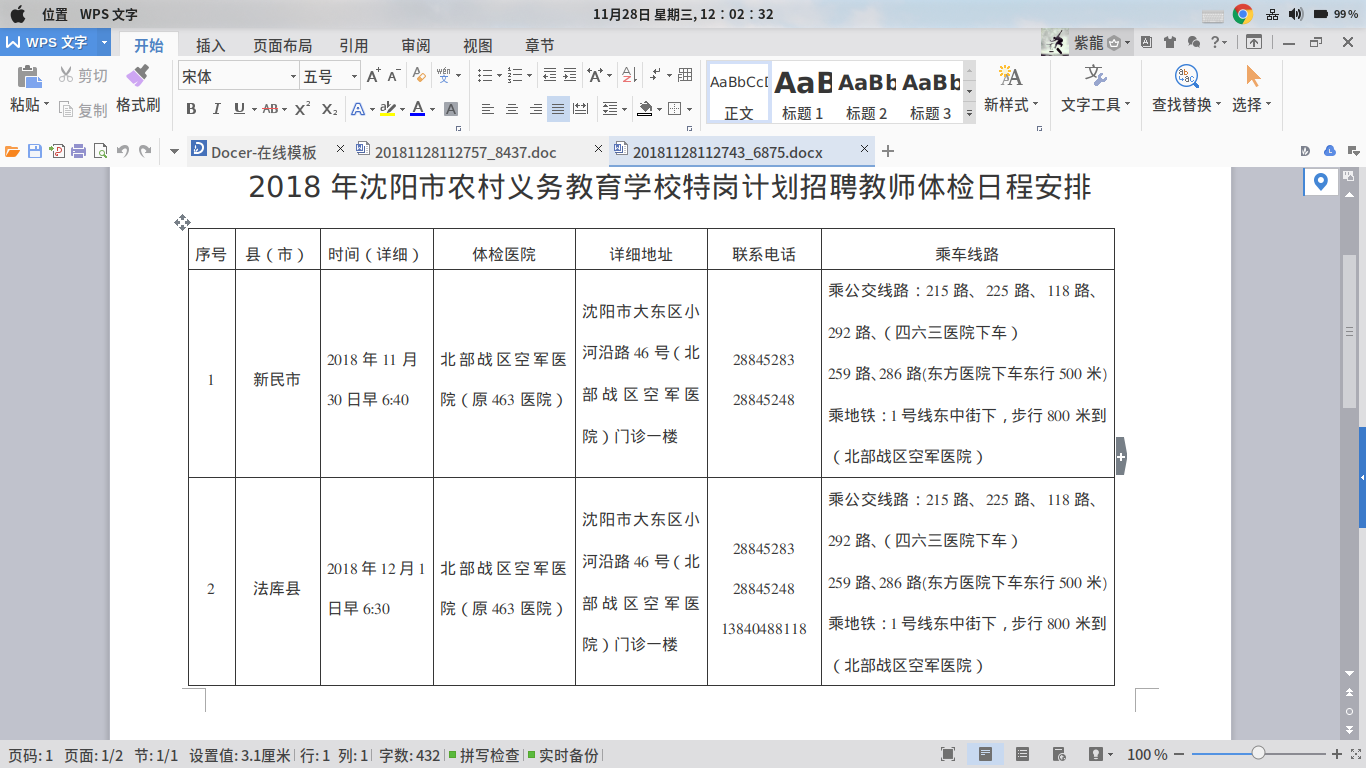 位置 WPS 文字 11月28日 星期三, 12：02：32 99%
WPS 文字 开始 插入 页面布局 引用 审阅 视图 章节 紫龍
粘贴 剪切 复制 格式刷
宋体 五号
AaBbCcD AaB AaBb AaBb
正文 标题 1 标题 2 标题 3
新样式 文字工具 查找替换 选择
Docer-在线模板 20181128112757_8437.doc 20181128112743_6875.docx
2018 年沈阳市农村义务教育学校特岗计划招聘教师体检日程安排
序号 县（市） 时间（详细） 体检医院 详细地址 联系电话 乘车线路
1
新民市
2018 年 11 月
30 日早 6:40
北部战区空军医
院（原 463 医院）
沈阳市大东区小
河沿路 46 号（北
部战区空军医
院）门诊一楼
28845283
28845248
乘公交线路：215 路、225 路、118 路、
292 路、（四六三医院下车）
259 路、286 路(东方医院下车东行 500 米)
乘地铁：1 号线东中街下，步行 800 米到
（北部战区空军医院）
2
法库县
2018 年 12 月 1
日早 6:30
北部战区空军医
院（原 463 医院）
沈阳市大东区小
河沿路 46 号（北
部战区空军医
院）门诊一楼
28845283
28845248
13840488118
乘公交线路：215 路、225 路、118 路、
292 路、（四六三医院下车）
259 路、286 路(东方医院下车东行 500 米)
乘地铁：1 号线东中街下，步行 800 米到
（北部战区空军医院）
页码: 1 页面: 1/2 节: 1/1 设置值: 3.1厘米 行: 1 列: 1 字数: 432 拼写检查 实时备份 100 %